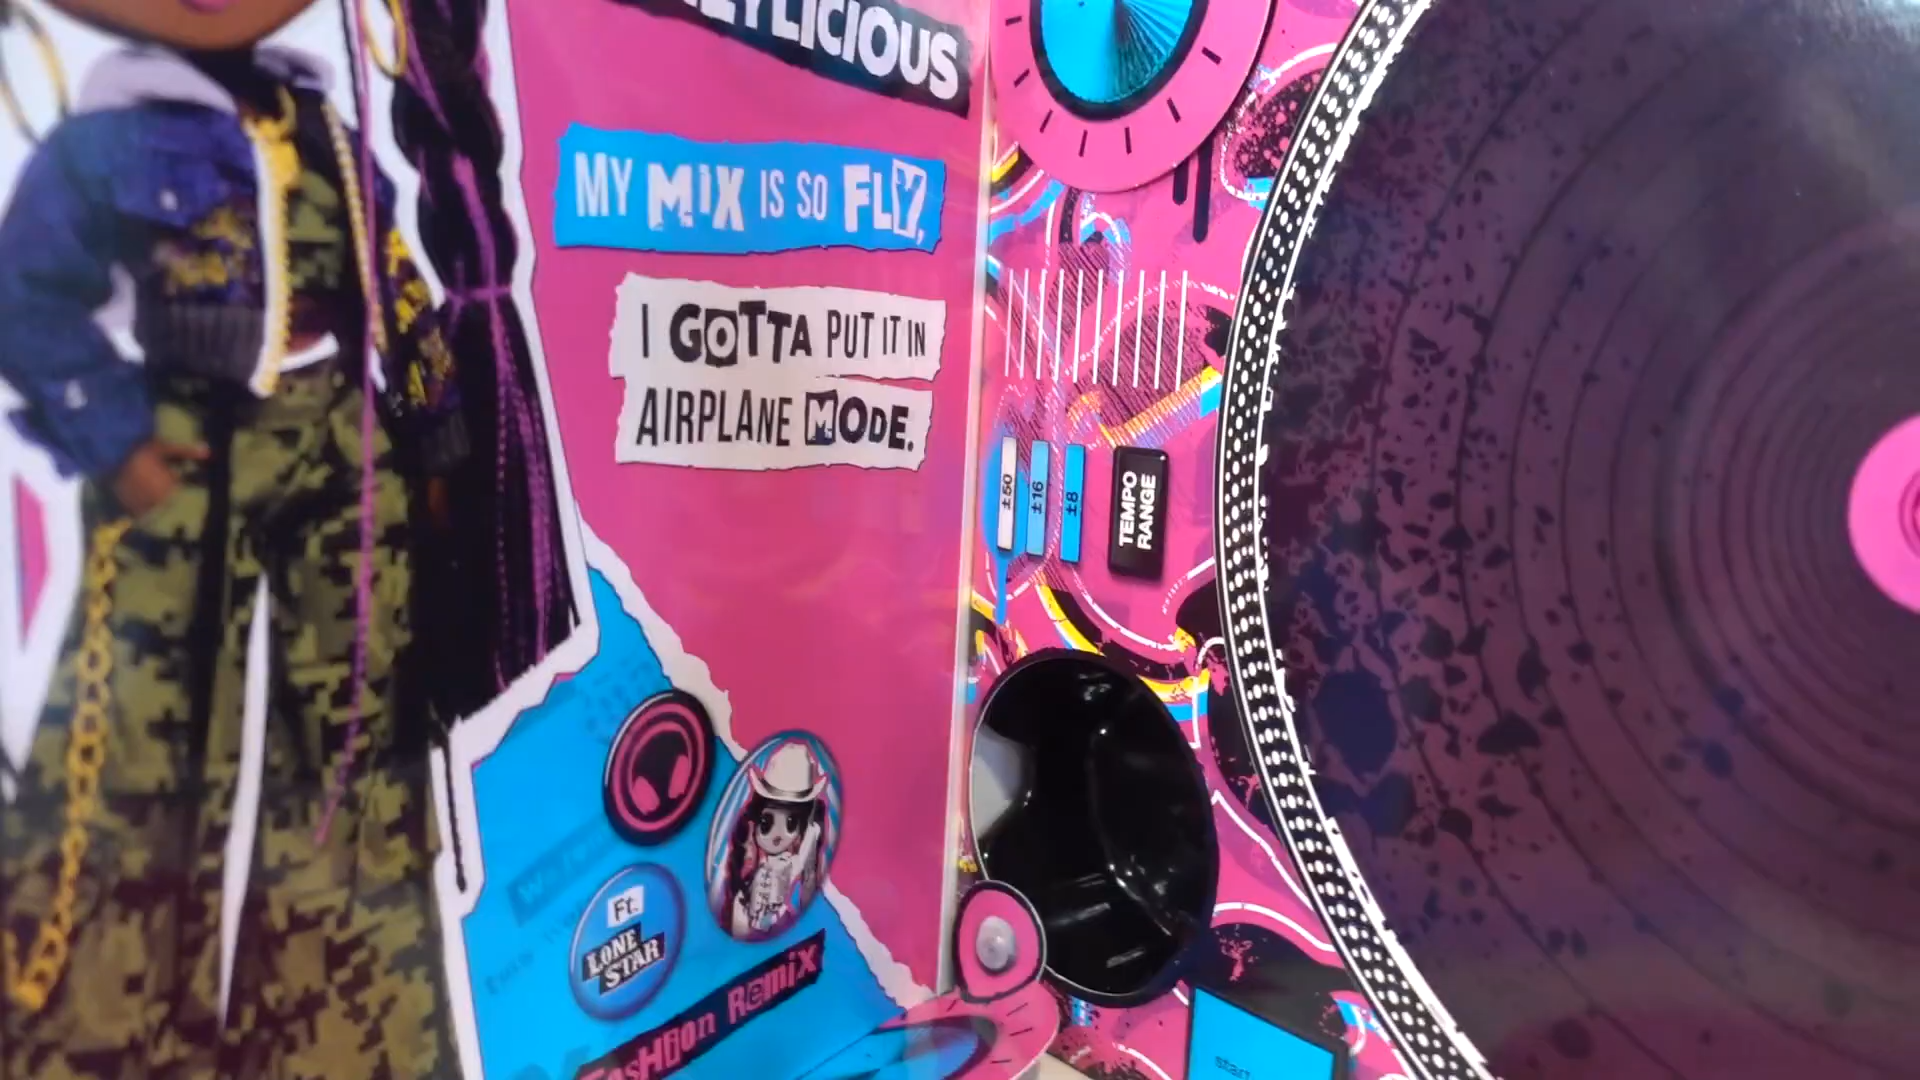 LICIOUS
MY MIX IS SO FLY,
I GOTTA PUT IT IN
AIRPLANE MODE.
±50
±16
±8
TEMPO
RANGE
Ft.
LONE
STAR
FASHION REMIX
start